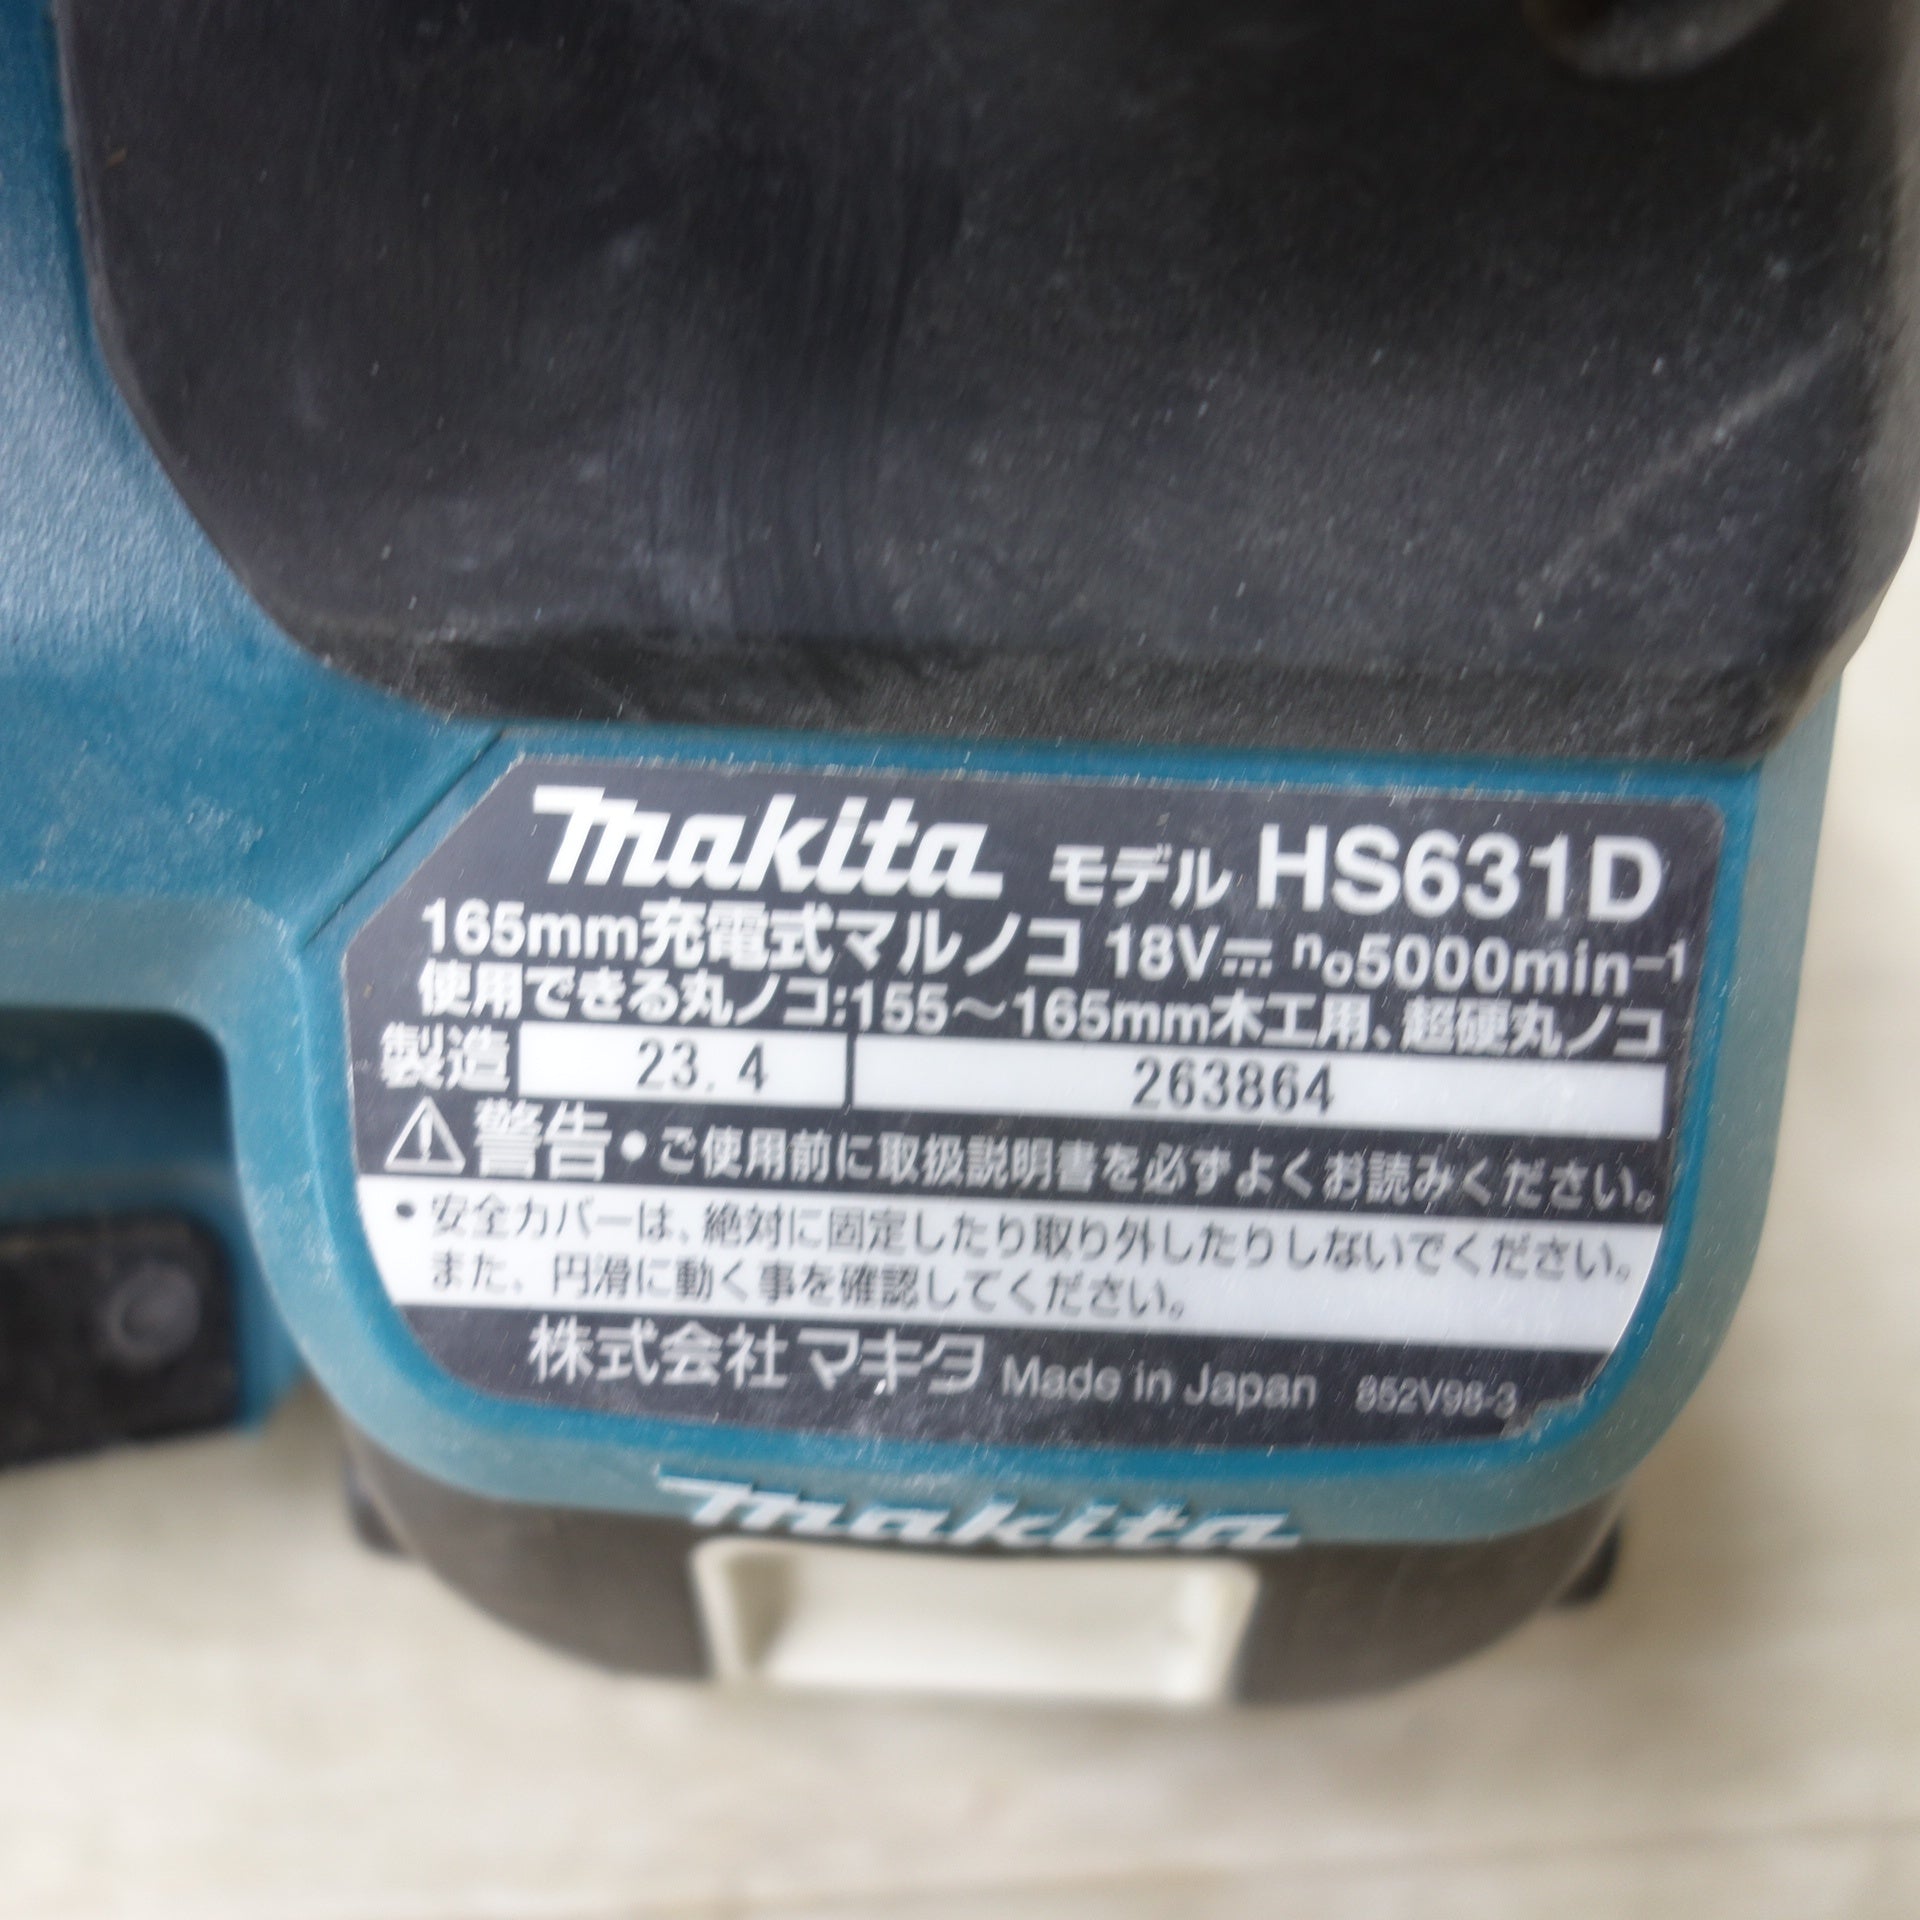 makita モデル HS631D
165mm充電式マルノコ 18V⎓ no5000min-1
使用できる丸ノコ:155～165mm木工用、超硬丸ノコ
製造 23.4 263864
⚠警告 ・ご使用前に取扱説明書を必ずよくお読みください。
・安全カバーは、絶対に固定したり取り外したりしないでください。
また、円滑に動く事を確認してください。
株式会社マキタ Made in Japan 852V98-3
makita